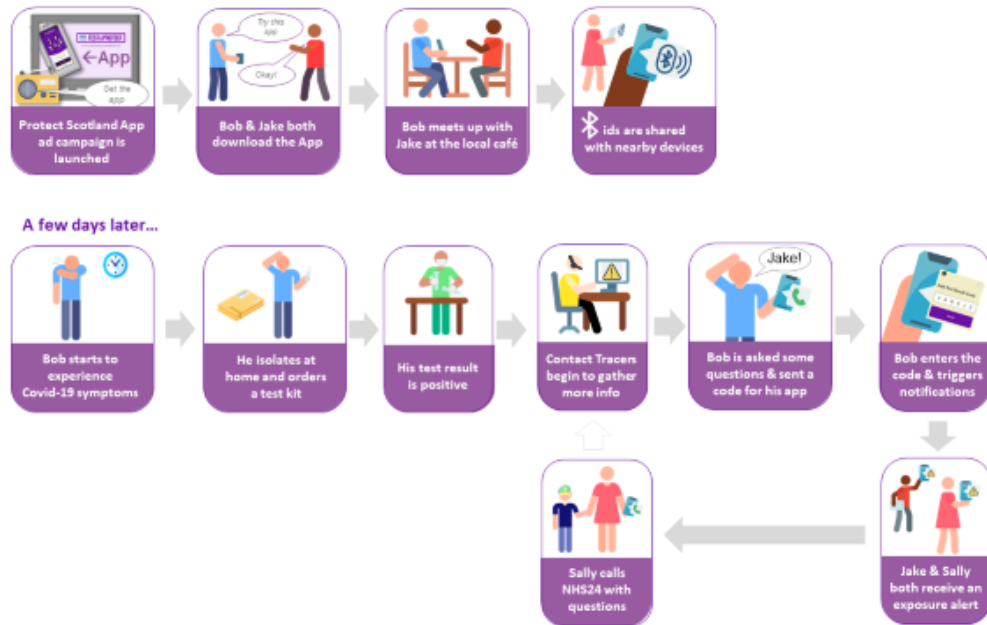 ←App
Get the
app
Try this
app
Okay!
Protect Scotland App
ad campaign is
launched
Bob & Jake both
download the App
Bob meets up with
Jake at the local café
ids are shared
with nearby devices
A few days later...
Jake!
Bob starts to
experience
Covid-19 symptoms
He isolates at
home and orders
a test kit
His test result
is positive
Contact Tracers
begin to gather
more info
Bob is asked some
questions & sent a
code for his app
Bob enters the
code & triggers
notifications
Sally calls
NHS24 with
questions
Jake & Sally
both receive an
exposure alert